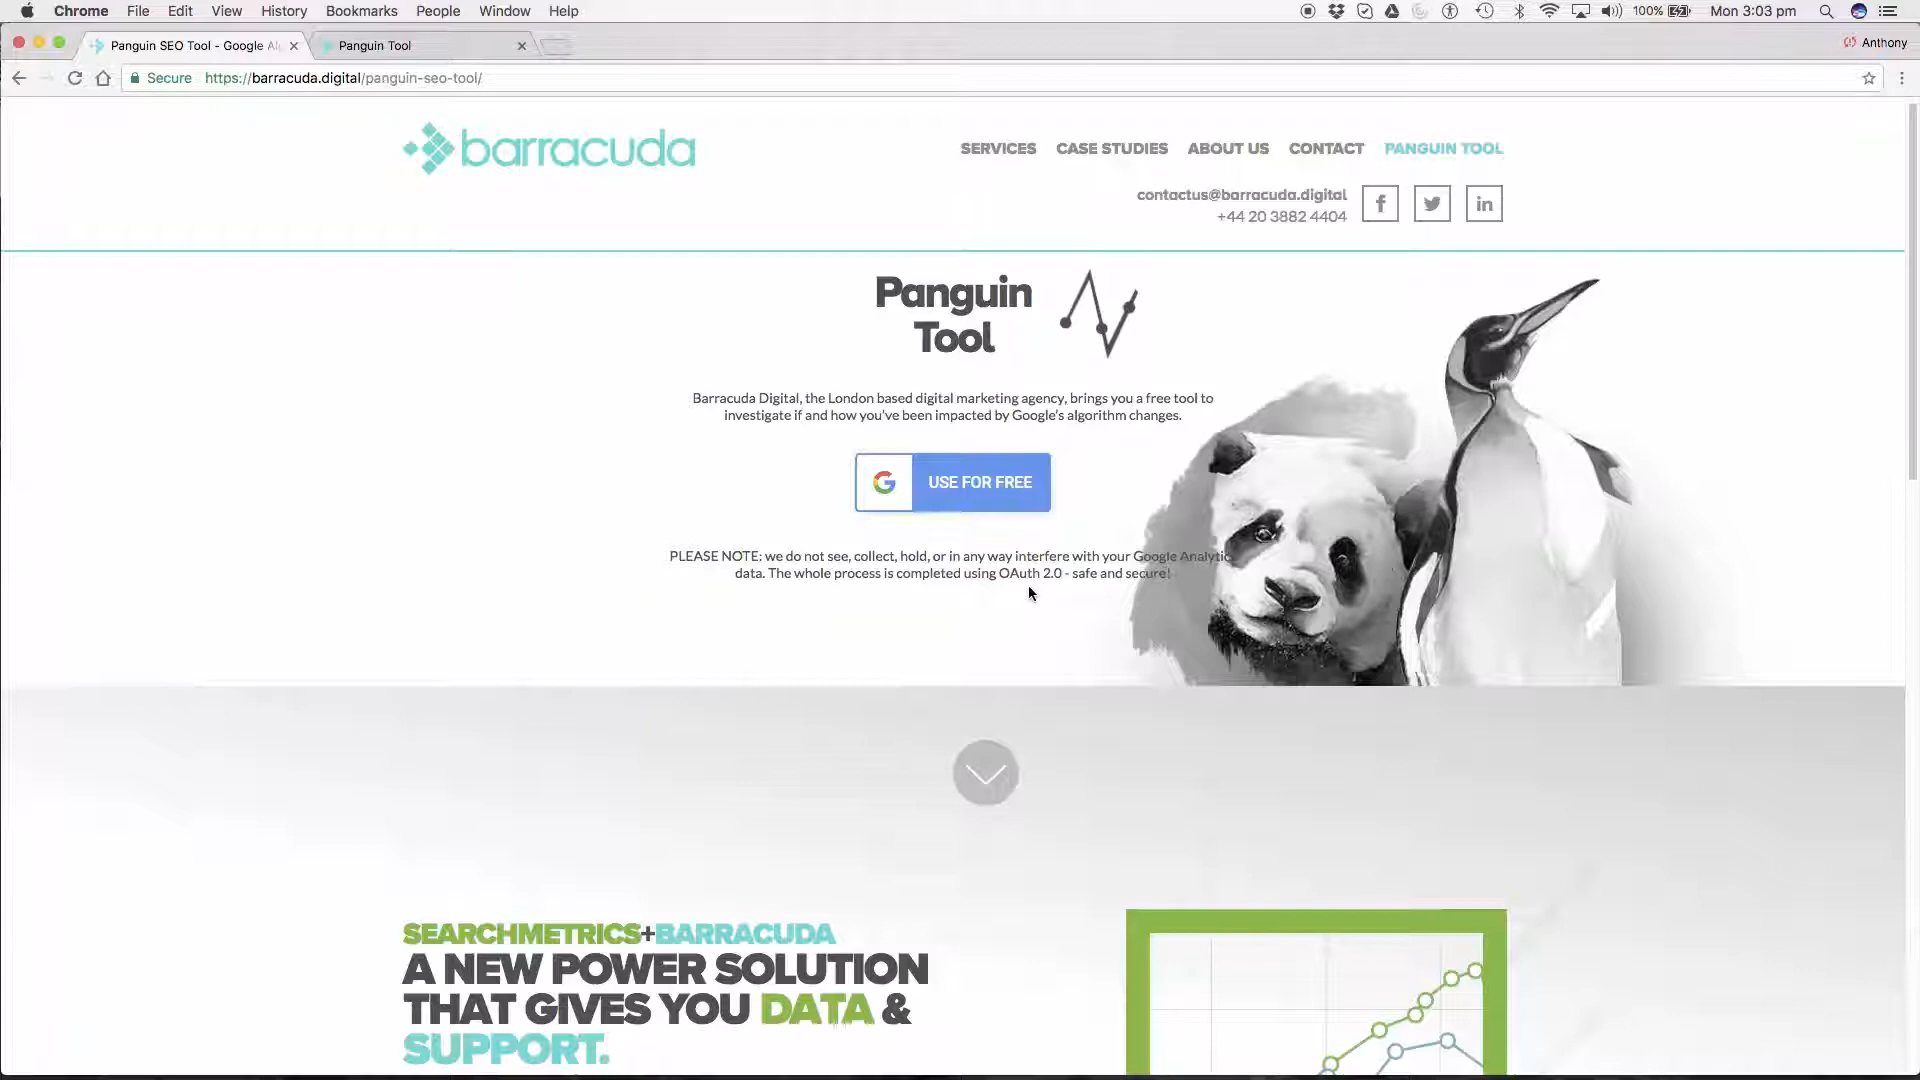 Chrome File Edit View History Bookmarks People Window Help 100% Mon 3:03 pm
Panguin SEO Tool - Google Al Panguin Tool Anthony
Secure https://barracuda.digital/panguin-seo-tool/
barracuda
SERVICES CASE STUDIES ABOUT US CONTACT PANGUIN TOOL
contactus@barracuda.digital
+44 20 3882 4404
Panguin
Tool
Barracuda Digital, the London based digital marketing agency, brings you a free tool to
investigate if and how you've been impacted by Google's algorithm changes.
USE FOR FREE
PLEASE NOTE: we do not see, collect, hold, or in any way interfere with your Google Analytic
data. The whole process is completed using OAuth 2.0 - safe and secure!
SEARCHMETRICS+BARRACUDA
A NEW POWER SOLUTION
THAT GIVES YOU DATA &
SUPPORT.